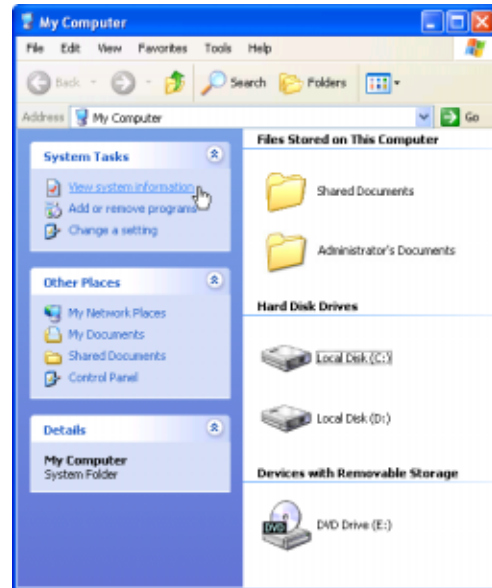 My Computer
File Edit View Favorites Tools Help
Back Search Folders
Address My Computer Go
System Tasks
View system information
Add or remove programs
Change a setting
Other Places
My Network Places
My Documents
Shared Documents
Control Panel
Details
My Computer
System Folder
Files Stored on This Computer
Shared Documents
Administrator's Documents
Hard Disk Drives
Local Disk (C:)
Local Disk (D:)
Devices with Removable Storage
DVD
DVD Drive (E:)